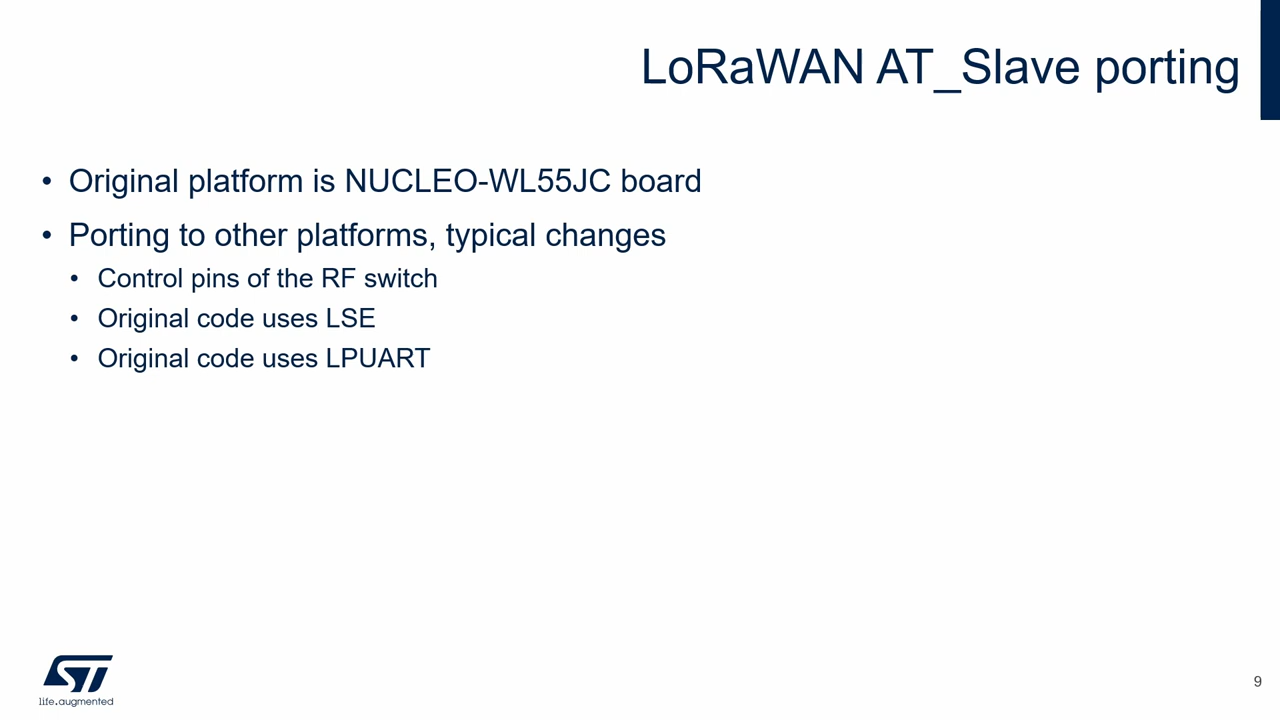 LoRaWAN AT_Slave porting
• Original platform is NUCLEO-WL55JC board
• Porting to other platforms, typical changes
• Control pins of the RF switch
• Original code uses LSE
• Original code uses LPUART
ST
life.augmented
9